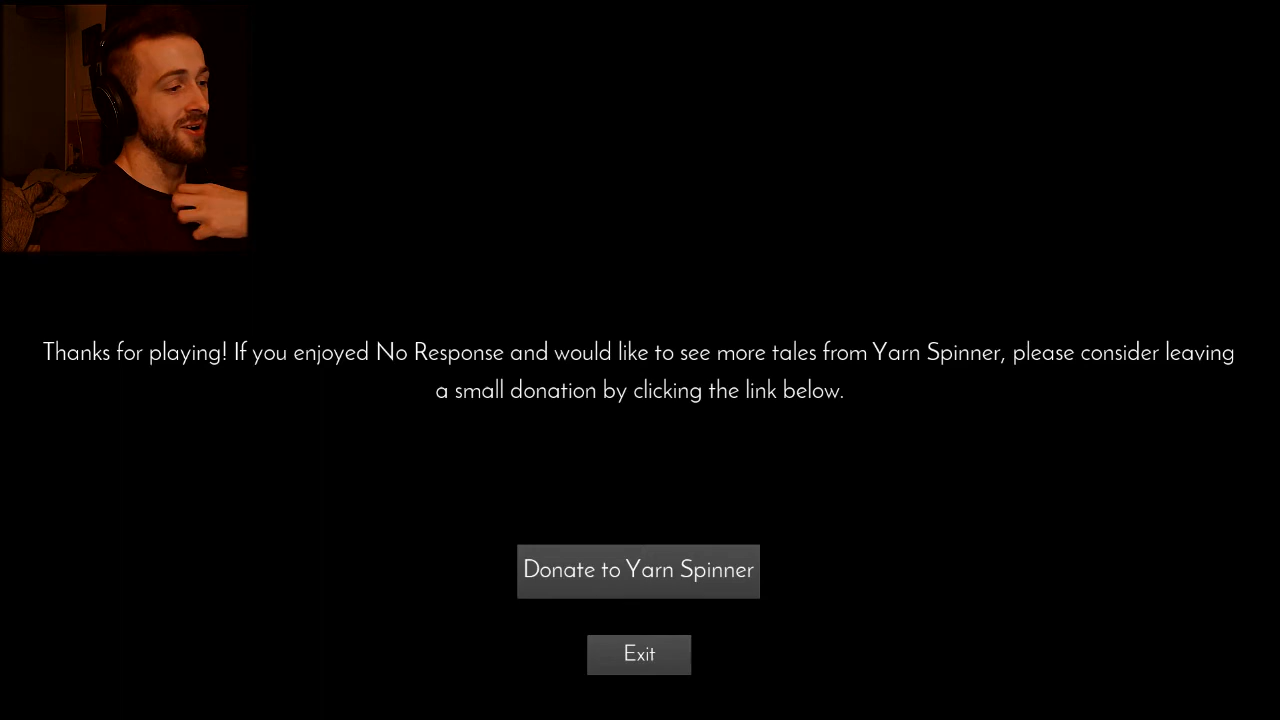 Thanks for playing! If you enjoyed No Response and would like to see more tales from Yarn Spinner, please consider leaving
a small donation by clicking the link below.
Donate to Yarn Spinner
Exit